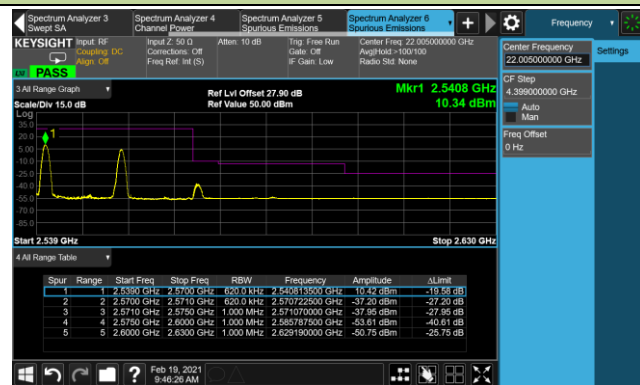 Spectrum Analyzer 3
Swept SA
Spectrum Analyzer 4
Channel Power
Spectrum Analyzer 5
Spurious Emissions
Spectrum Analyzer 6
Spurious Emissions
Frequency
KEYSIGHT
Input: RF
Coupling: DC
Align: Off
Input Z: 50 Ω
Corrections: Off
Freq Ref: Int (S)
Atten: 10 dB
Trig: Free Run
Gate: Off
IF Gain: Low
Center Freq: 22.005000000 GHz
Avg|Hold:>100/100
Radio Std: None
PASS
Center Frequency
22.005000000 GHz
Settings
CF Step
4.399000000 GHz
Auto
Man
Freq Offset
0 Hz
3 All Range Graph
Scale/Div 15.0 dB
Ref Lvl Offset 27.90 dB
Ref Value 50.00 dBm
Mkr1 2.5408 GHz
10.34 dBm
Log
35.0
20.0
5.00
-10.0
-25.0
-40.0
-55.0
-70.0
-85.0
1
Start 2.539 GHz
Stop 2.630 GHz
4 All Range Table
Spur Range Start Freq Stop Freq RBW Frequency Amplitude ΔLimit
1 1 2.5390 GHz 2.5700 GHz 620.0 kHz 2.540813500 GHz 10.42 dBm -19.58 dB
2 2 2.5700 GHz 2.5710 GHz 620.0 kHz 2.570722500 GHz -37.20 dBm -27.20 dB
3 3 2.5710 GHz 2.5750 GHz 1.000 MHz 2.571070000 GHz -37.95 dBm -27.95 dB
4 4 2.5750 GHz 2.6000 GHz 1.000 MHz 2.585787500 GHz -53.61 dBm -40.61 dB
5 5 2.6000 GHz 2.6300 GHz 1.000 MHz 2.629190000 GHz -50.75 dBm -25.75 dB
Feb 19, 2021
9:46:26 AM